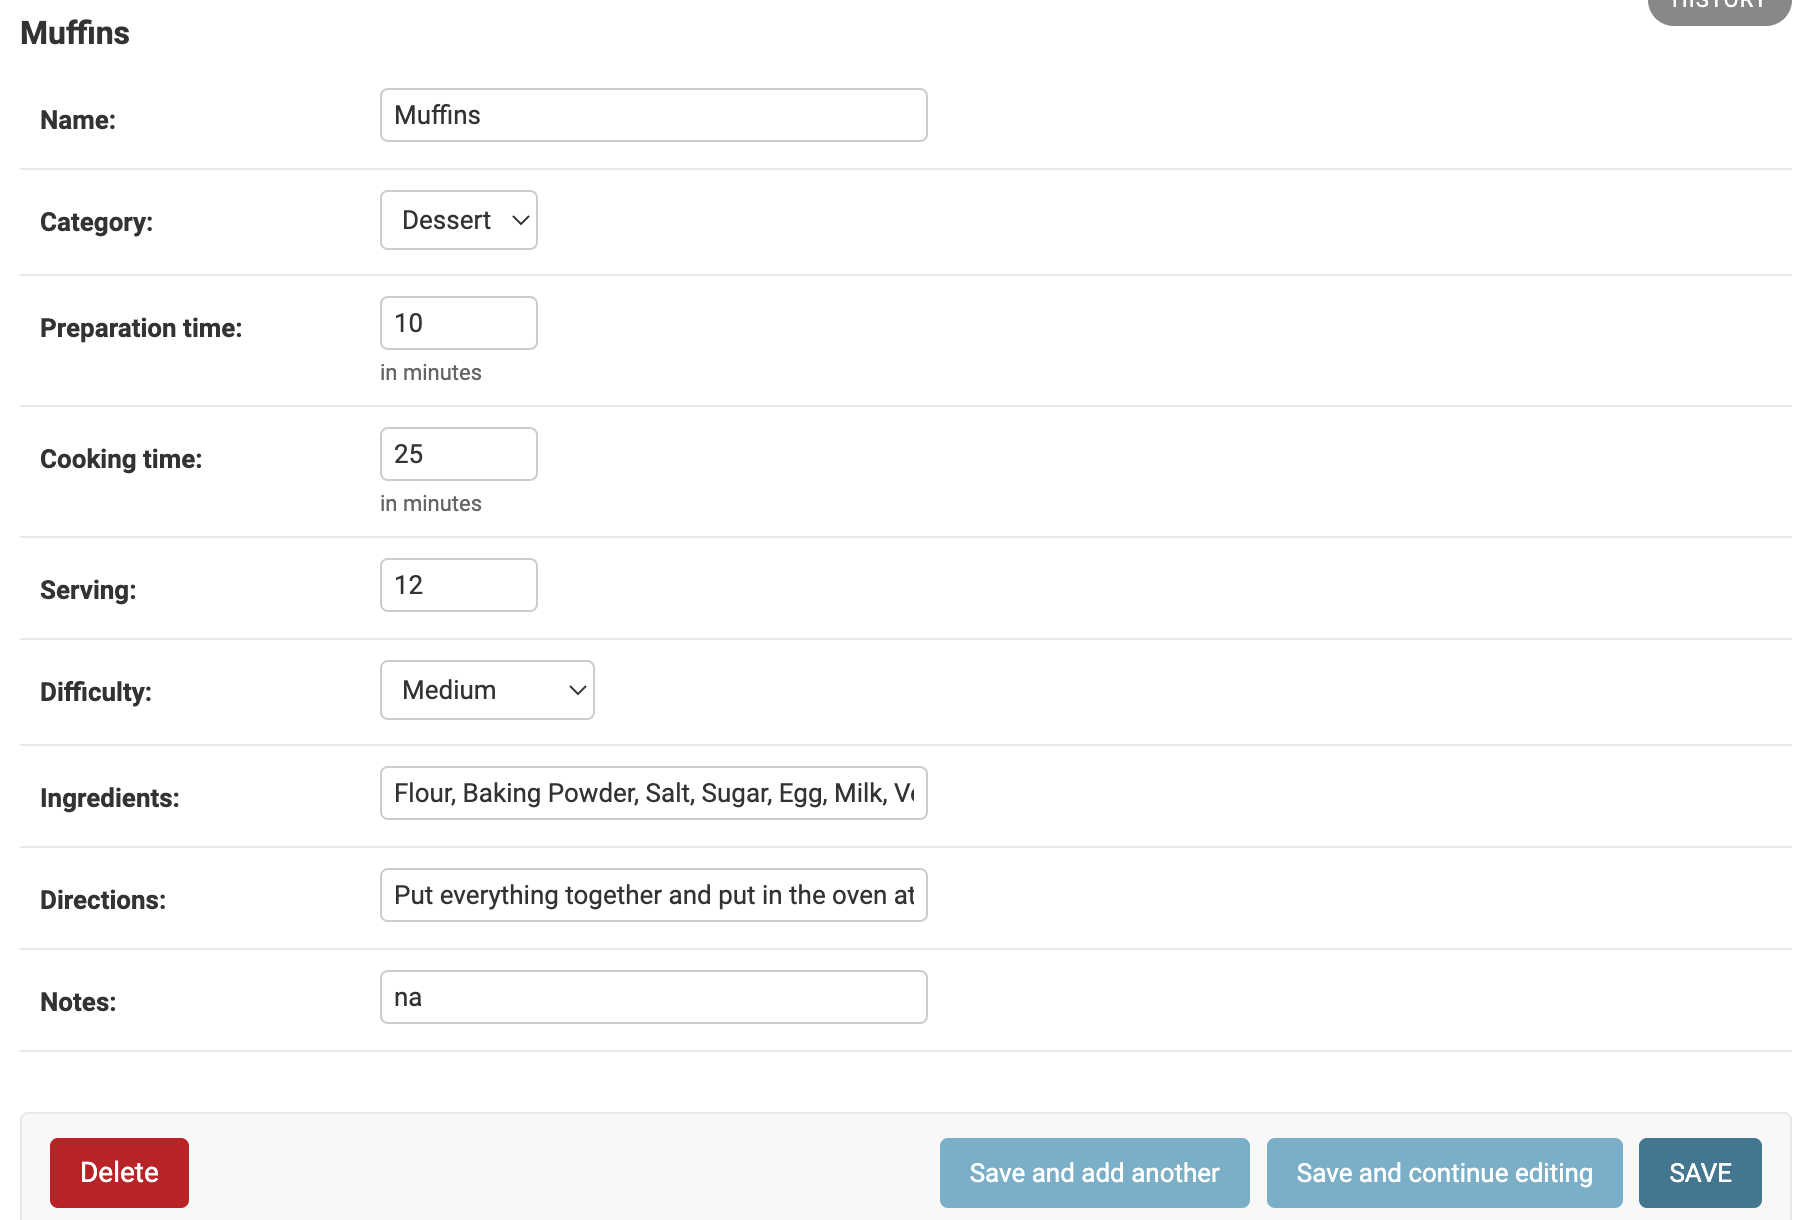 HISTORY
Muffins
Name: Muffins
Category: Dessert
Preparation time: 10
in minutes
Cooking time: 25
in minutes
Serving: 12
Difficulty: Medium
Ingredients: Flour, Baking Powder, Salt, Sugar, Egg, Milk,
Directions: Put everything together and put in the oven at
Notes: na
Delete Save and add another Save and continue editing SAVE